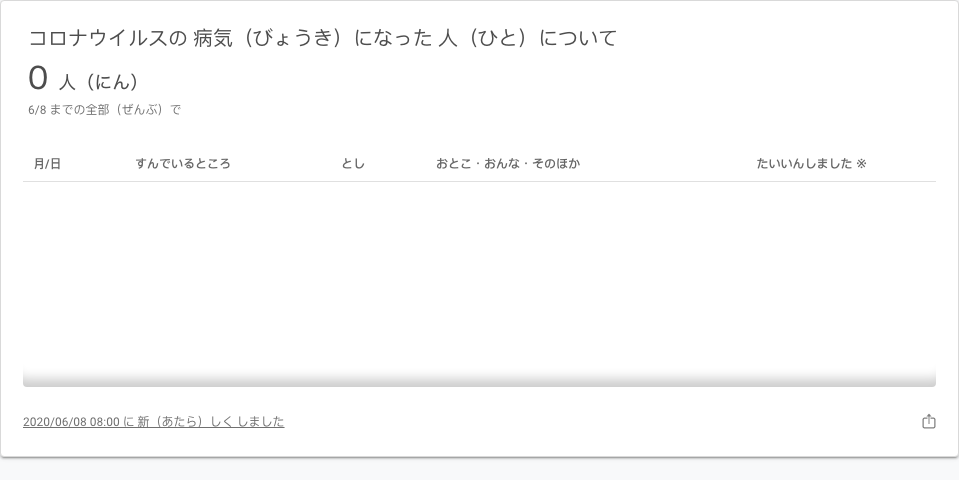 コロナウイルスの 病気（びょうき）になった 人（ひと）について
0 人（にん）
6/8 までの全部（ぜんぶ）で
月/日 すんでいるところ とし おとこ・おんな・そのほか たいいんしました ※
2020/06/08 08:00 に 新（あたら）しく しました